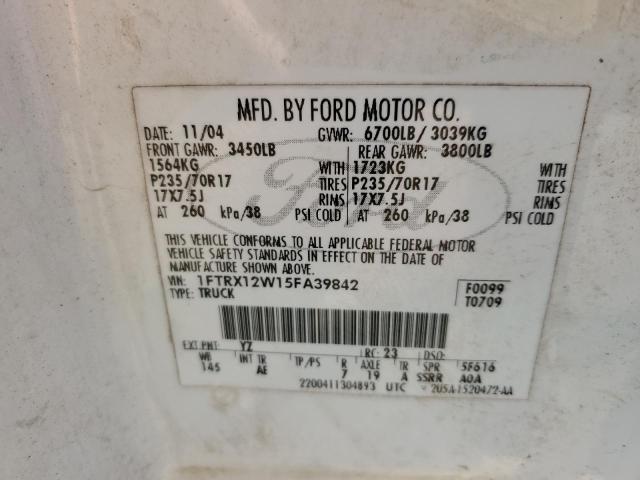 MFD. BY FORD MOTOR CO.
DATE: 11/04 GVWR: 6700LB / 3039KG
FRONT GAWR: 3450LB REAR GAWR: 3800LB
1564KG WITH 1723KG WITH
P235/70R17 TIRES P235/70R17 TIRES
17X7.5J RIMS 17X7.5J RIMS
AT 260 kPa/38 PSI COLD AT 260 kPa/38 PSI COLD
THIS VEHICLE CONFORMS TO ALL APPLICABLE FEDERAL MOTOR
VEHICLE SAFETY STANDARDS IN EFFECT ON THE DATE OF
MANUFACTURE SHOWN ABOVE.
VIN: 1FTRX12W15FA39842 F0099
TYPE: TRUCK T0709
EXT PNT: YZ RC: 23 DSO:
WB INT TR TP/PS R AXLE TR SPR 5F616
145 AE 7 19 A SSRR AOA
2200411304893 UTC 2U5A-1520472-AA
Ford